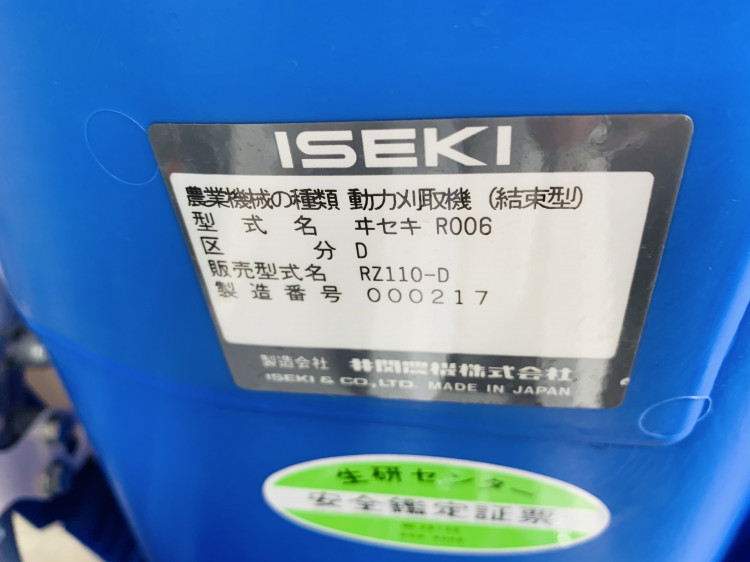 ISEKI
農業機械の種類 動力刈取機 (結束型)
型式名 ヰセキ R006
区分 D
販売型式名 RZ110-D
製造番号 000217
製造会社 井関農機株式会社
ISEKI & CO., LTD. MADE IN JAPAN
生研センター
安全鑑定証票